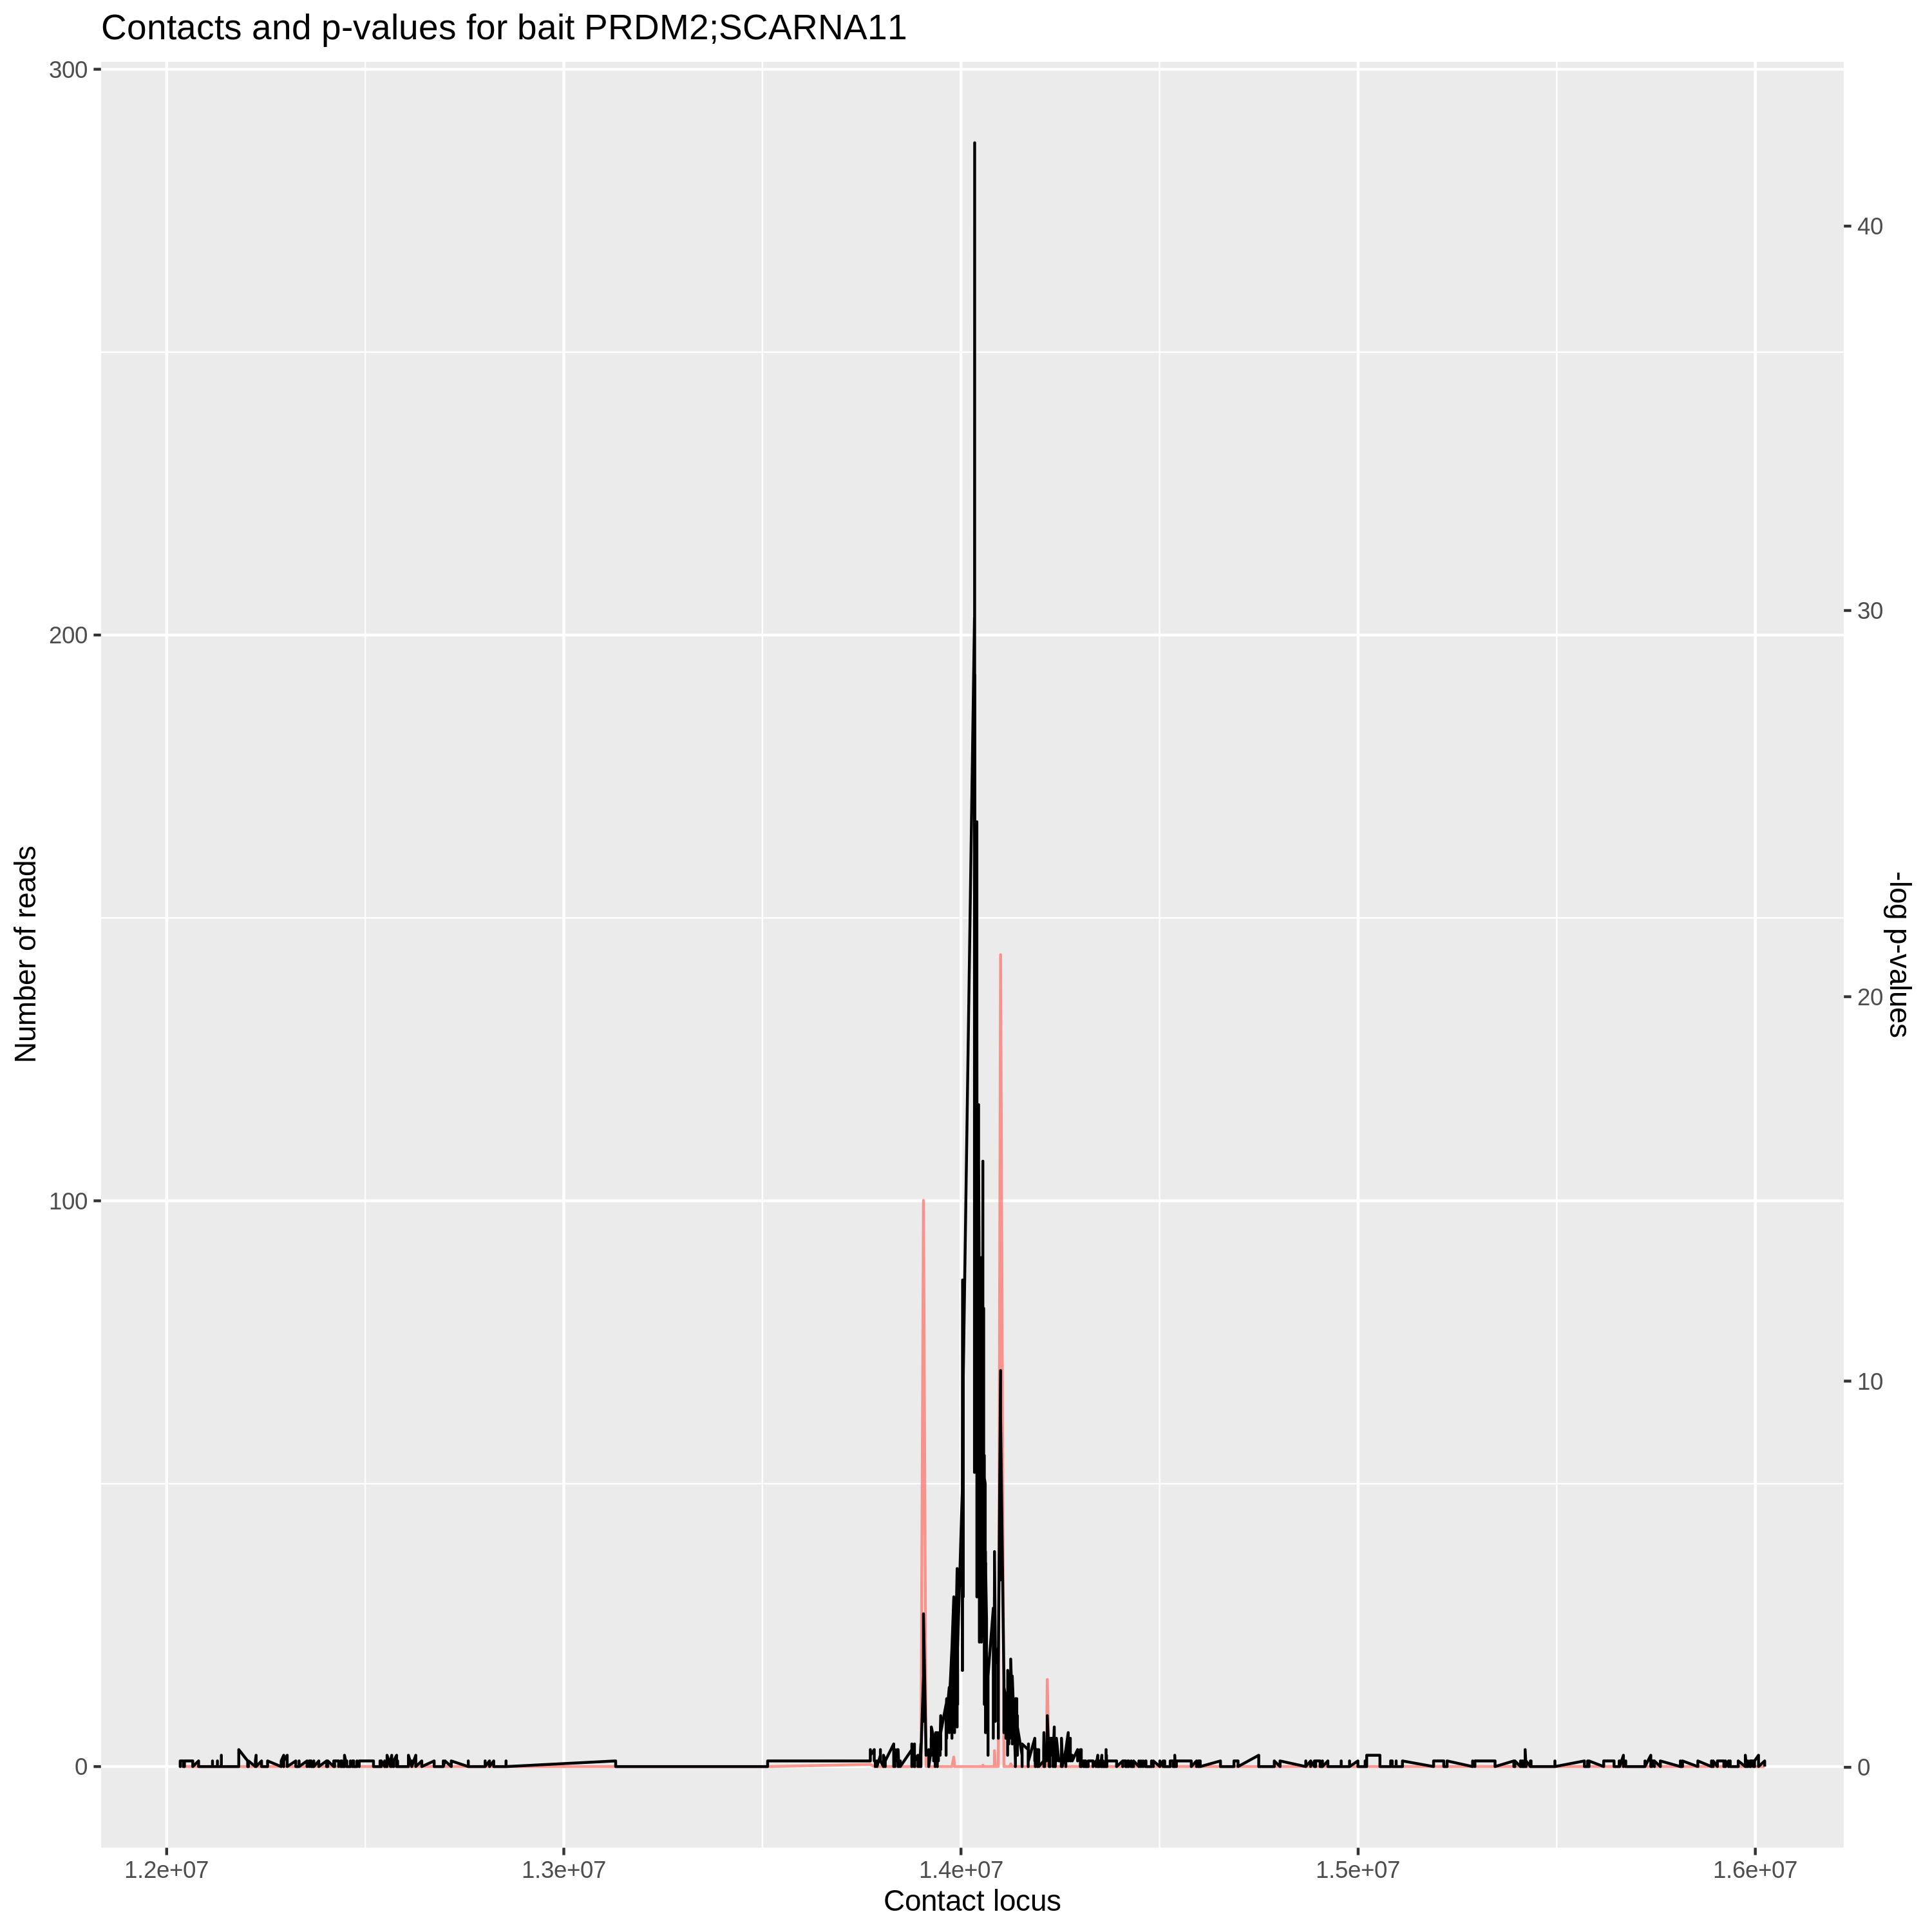 Contacts and p-values for bait PRDM2;SCARNA11
300
200
100
0
Number of reads
40
30
20
10
0
-log p-values
1.2e+07 1.3e+07 1.4e+07 1.5e+07 1.6e+07
Contact locus